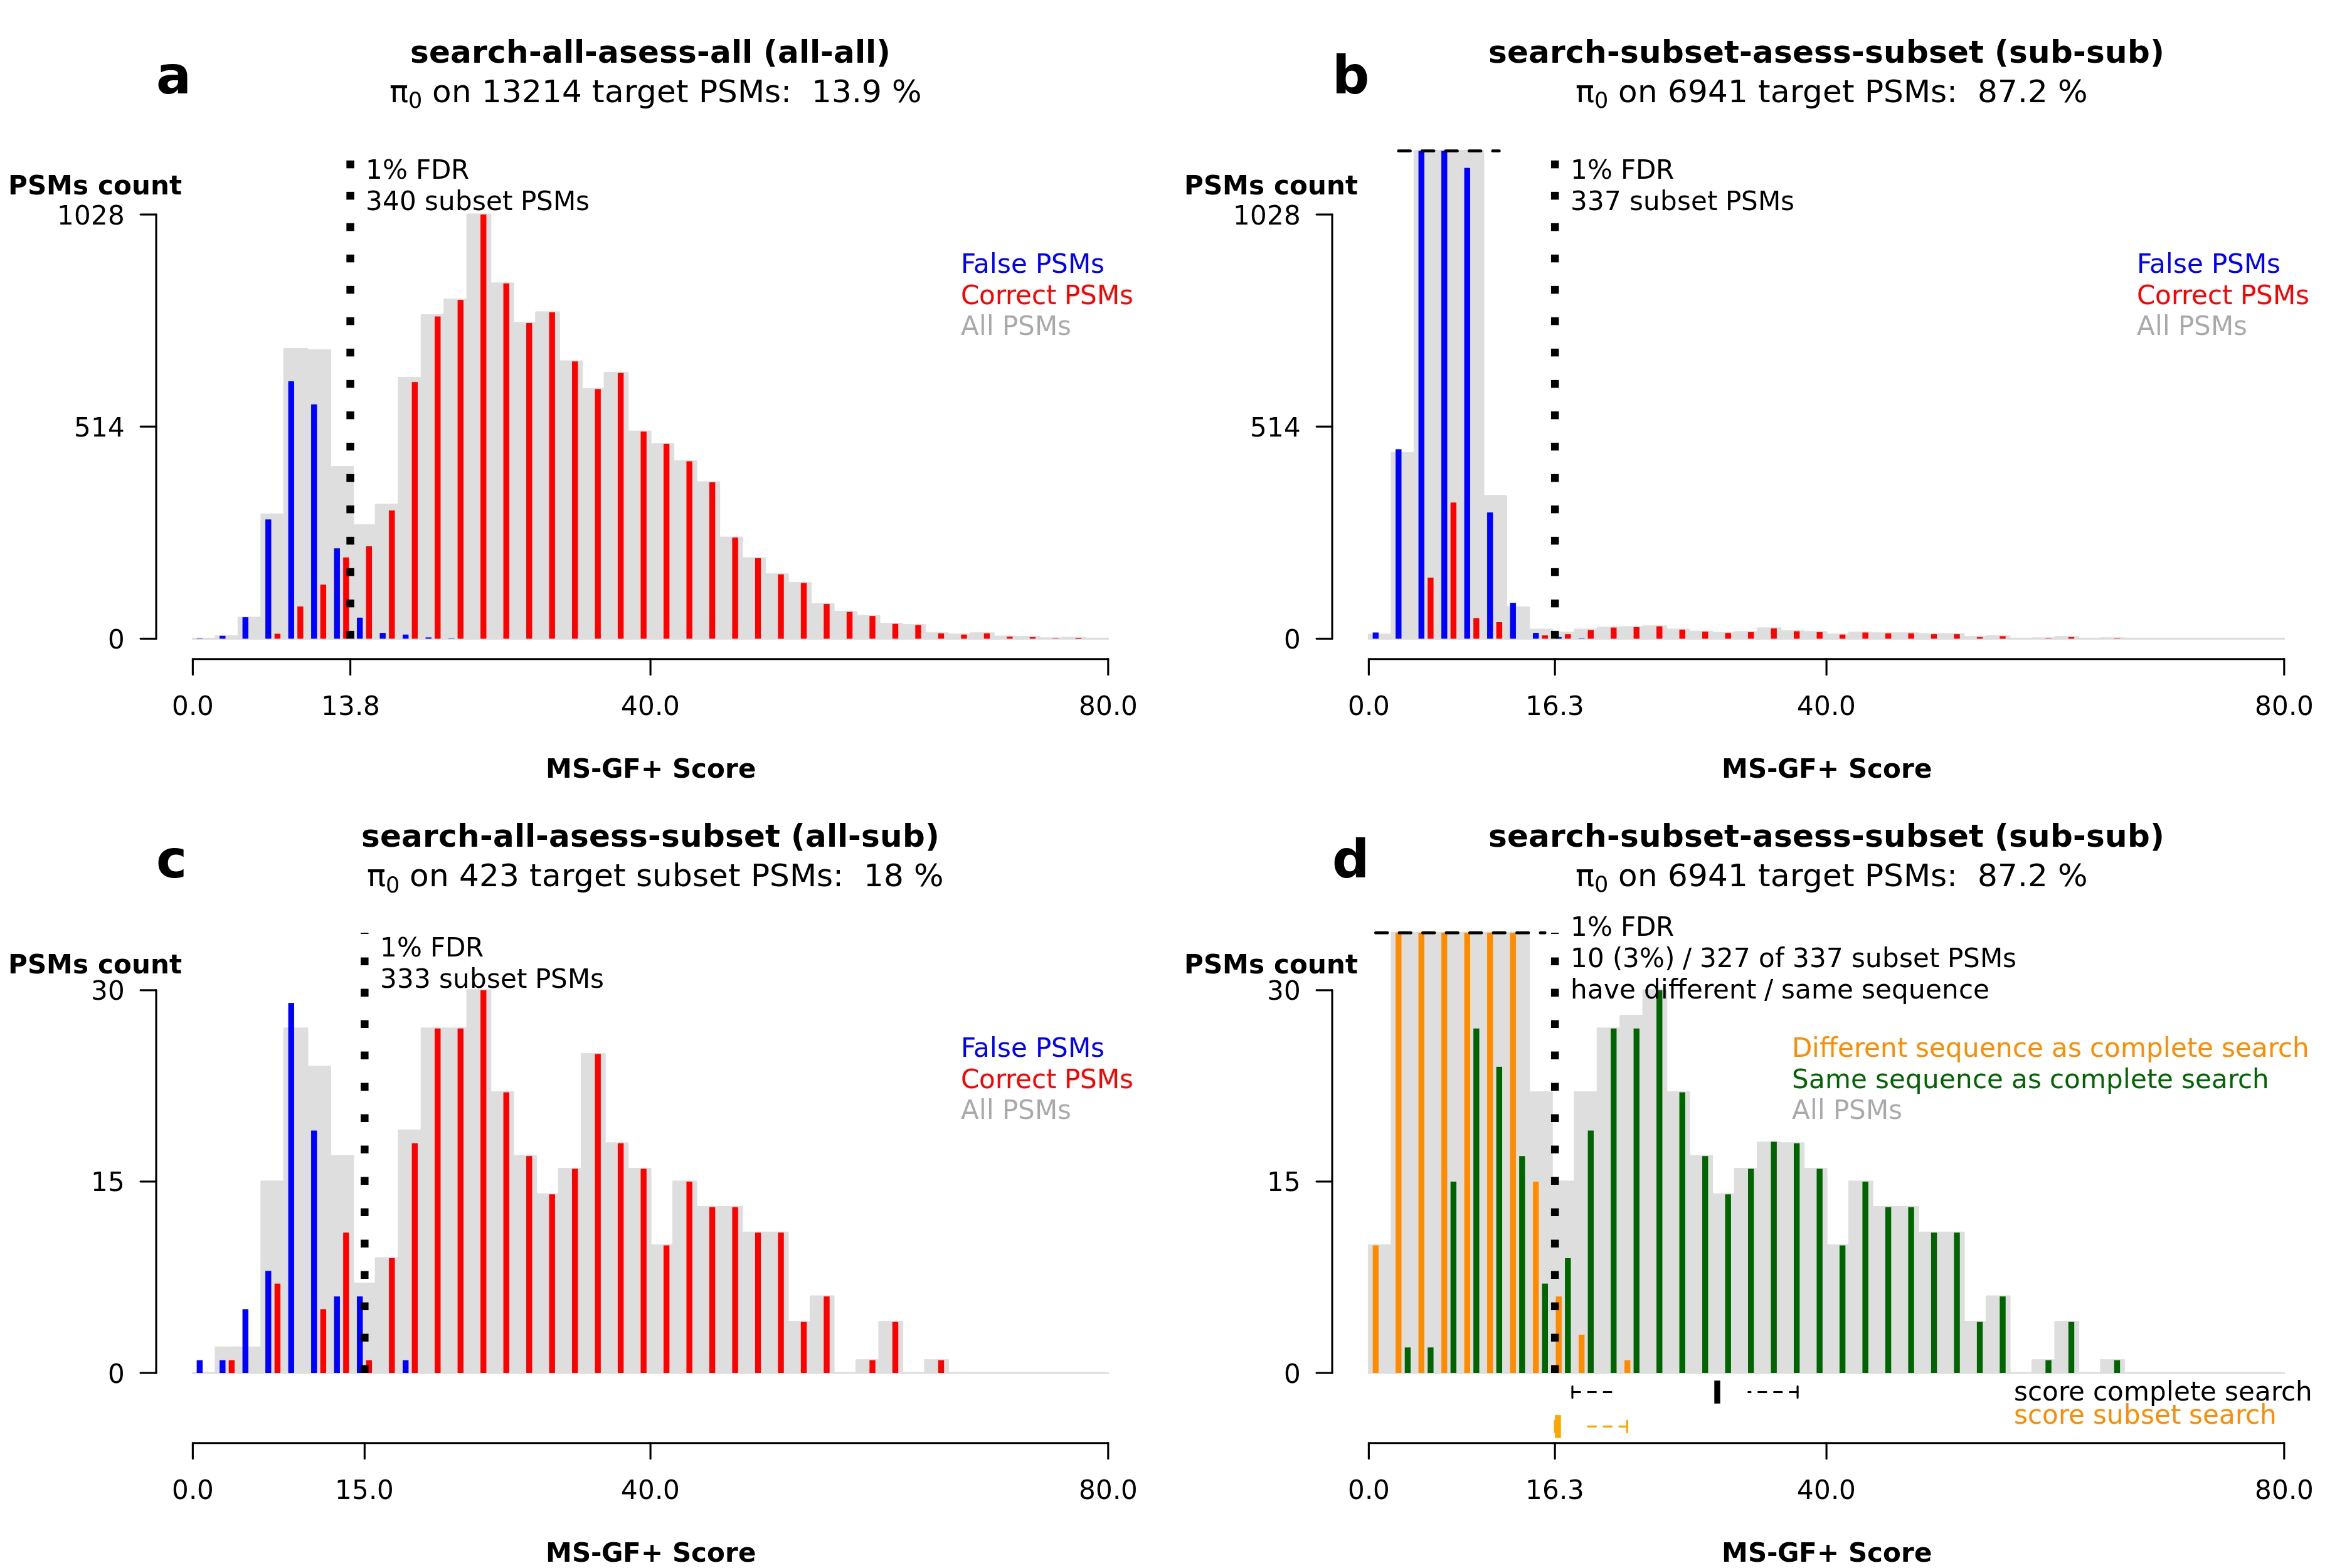 a
search-all-asess-all (all-all)
π0 on 13214 target PSMs: 13.9 %
PSMs count
1% FDR
340 subset PSMs
1028
514
0
False PSMs
Correct PSMs
All PSMs
0.0
13.8
40.0
80.0
MS-GF+ Score
b
search-subset-asess-subset (sub-sub)
π0 on 6941 target PSMs: 87.2 %
PSMs count
1% FDR
337 subset PSMs
1028
514
0
False PSMs
Correct PSMs
All PSMs
0.0
16.3
40.0
80.0
MS-GF+ Score
c
search-all-asess-subset (all-sub)
π0 on 423 target subset PSMs: 18 %
PSMs count
1% FDR
333 subset PSMs
30
15
0
False PSMs
Correct PSMs
All PSMs
0.0
15.0
40.0
80.0
MS-GF+ Score
d
search-subset-asess-subset (sub-sub)
π0 on 6941 target PSMs: 87.2 %
PSMs count
1% FDR
10 (3%) / 327 of 337 subset PSMs
have different / same sequence
30
15
0
Different sequence as complete search
Same sequence as complete search
All PSMs
score complete search
score subset search
0.0
16.3
40.0
80.0
MS-GF+ Score